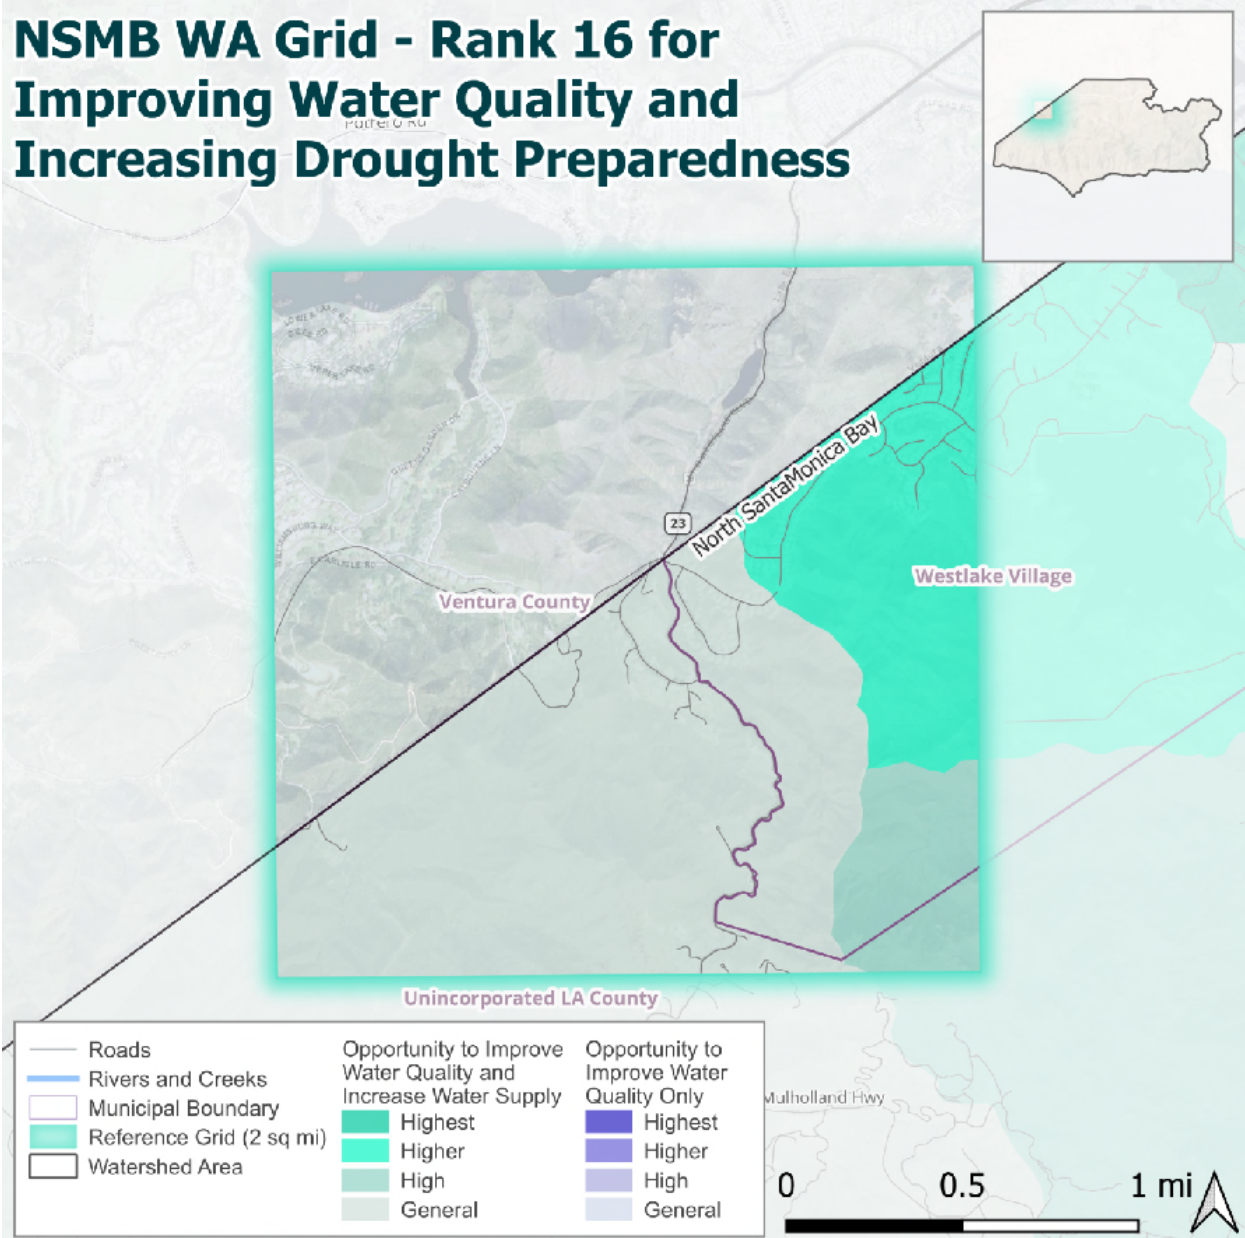 NSMB WA Grid - Rank 16 for
Improving Water Quality and
Increasing Drought Preparedness
Potrero Rd
23
North SantaMonica Bay
Westlake Village
Ventura County
Unincorporated LA County
Mulholland Hwy
Roads
Rivers and Creeks
Municipal Boundary
Reference Grid (2 sq mi)
Watershed Area
Opportunity to Improve
Water Quality and
Increase Water Supply
Highest
Higher
High
General
Opportunity to
Improve Water
Quality Only
Highest
Higher
High
General
0 0.5 1 mi